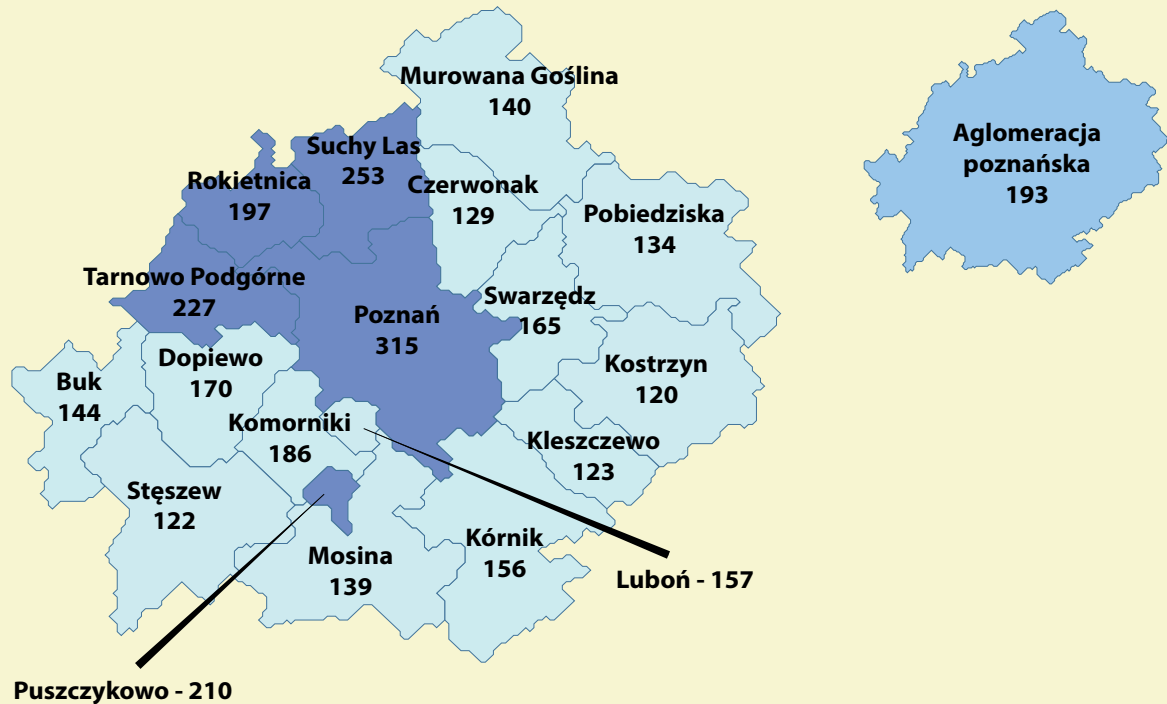 Murowana Goślina
140
Aglomeracja
poznańska
193
Suchy Las
253
Rokietnica
197
Czerwonak
129
Pobiedziska
134
Tarnowo Podgórne
227
Swarzędz
165
Poznań
315
Dopiewo
170
Kostrzyn
120
Buk
144
Komorniki
186
Kleszczewo
123
Stęszew
122
Kórnik
156
Mosina
139
Luboń - 157
Puszczykowo - 210